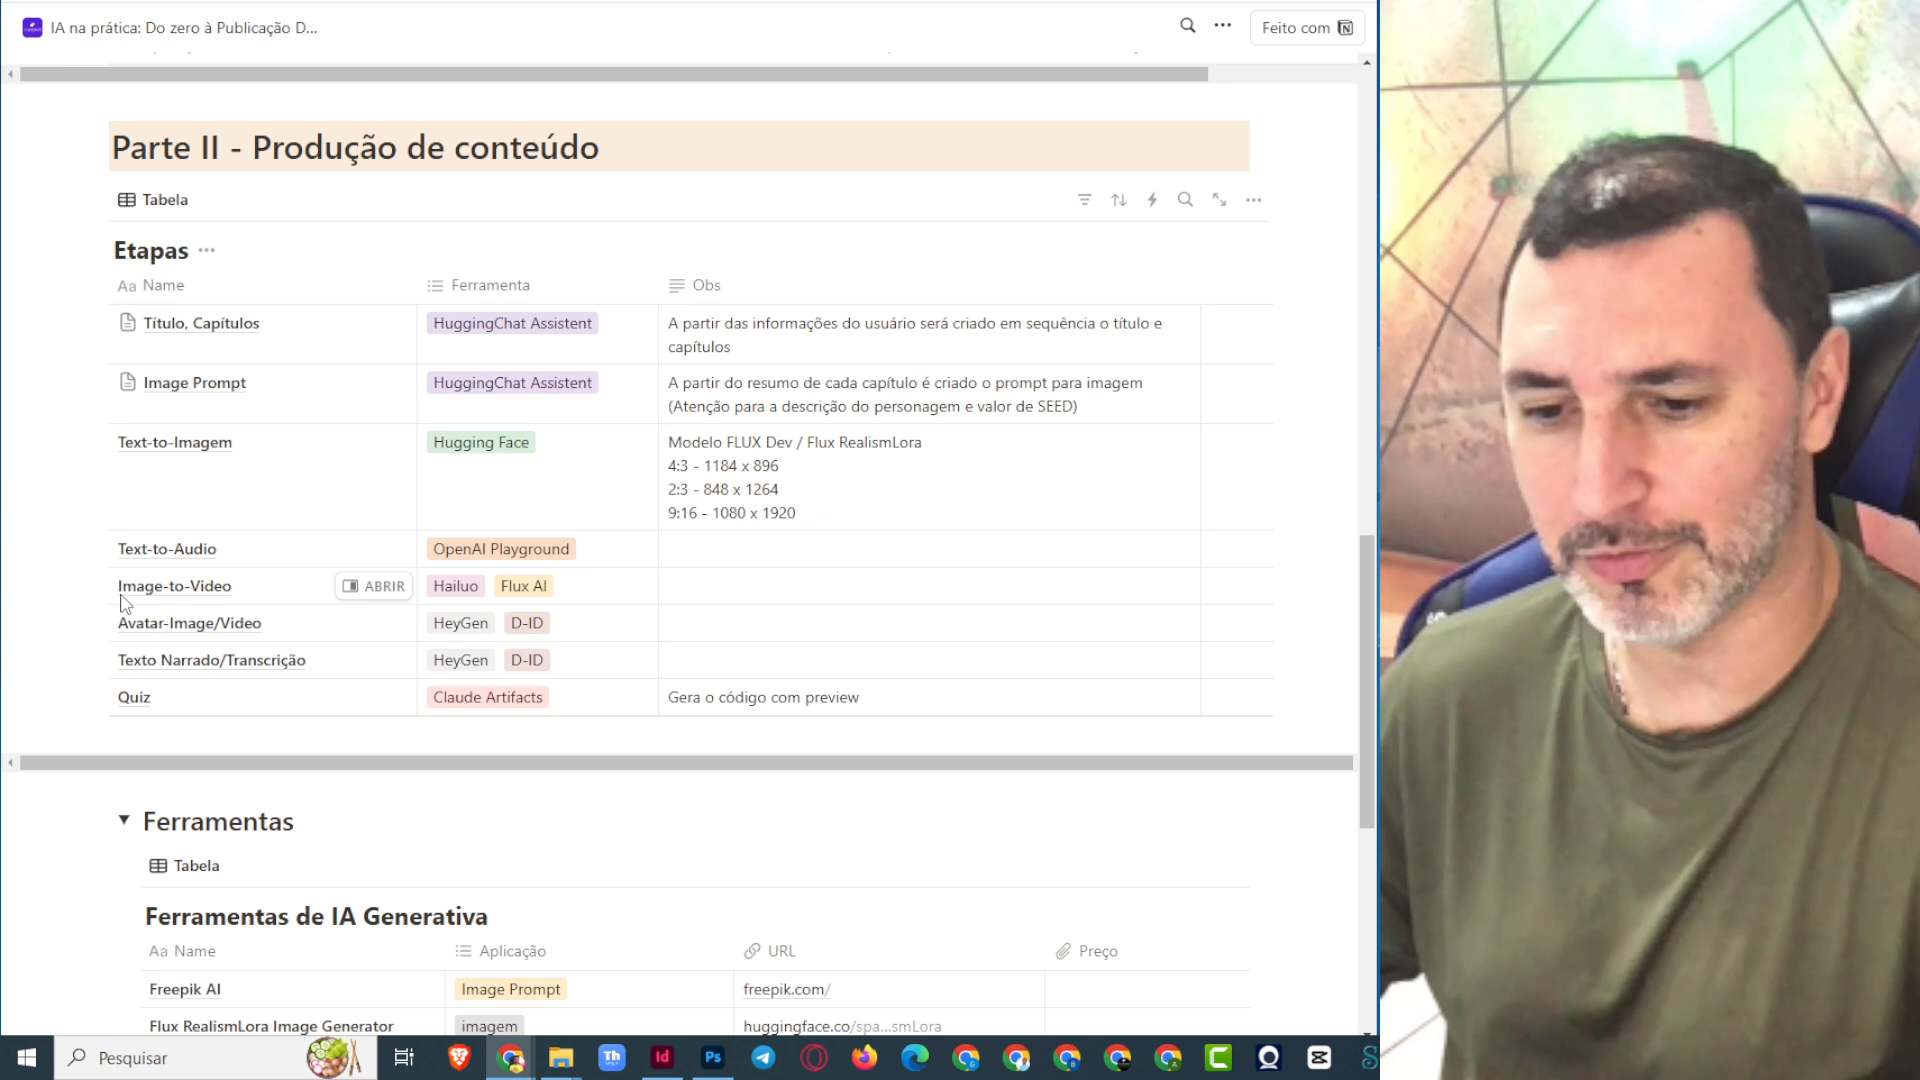 IA na prática: Do zero à Publicação D...
Feito com
Parte II - Produção de conteúdo
Tabela
Etapas
Aa Name
Ferramenta
Obs
Título, Capítulos
HuggingChat Assistent
A partir das informações do usuário será criado em sequência o título e
capítulos
Image Prompt
HuggingChat Assistent
A partir do resumo de cada capítulo é criado o prompt para imagem
(Atenção para a descrição do personagem e valor de SEED)
Text-to-Imagem
Hugging Face
Modelo FLUX Dev / Flux RealismLora
4:3 - 1184 x 896
2:3 - 848 x 1264
9:16 - 1080 x 1920
Text-to-Audio
OpenAI Playground
Image-to-Video
ABRIR
Hailuo
Flux AI
Avatar-Image/Video
HeyGen
D-ID
Texto Narrado/Transcrição
HeyGen
D-ID
Quiz
Claude Artifacts
Gera o código com preview
Ferramentas
Tabela
Ferramentas de IA Generativa
Aa Name
Aplicação
URL
Preço
Freepik AI
Image Prompt
freepik.com/
Flux RealismLora Image Generator
imagem
huggingface.co/spa...smLora
Pesquisar
Th
Id
Ps